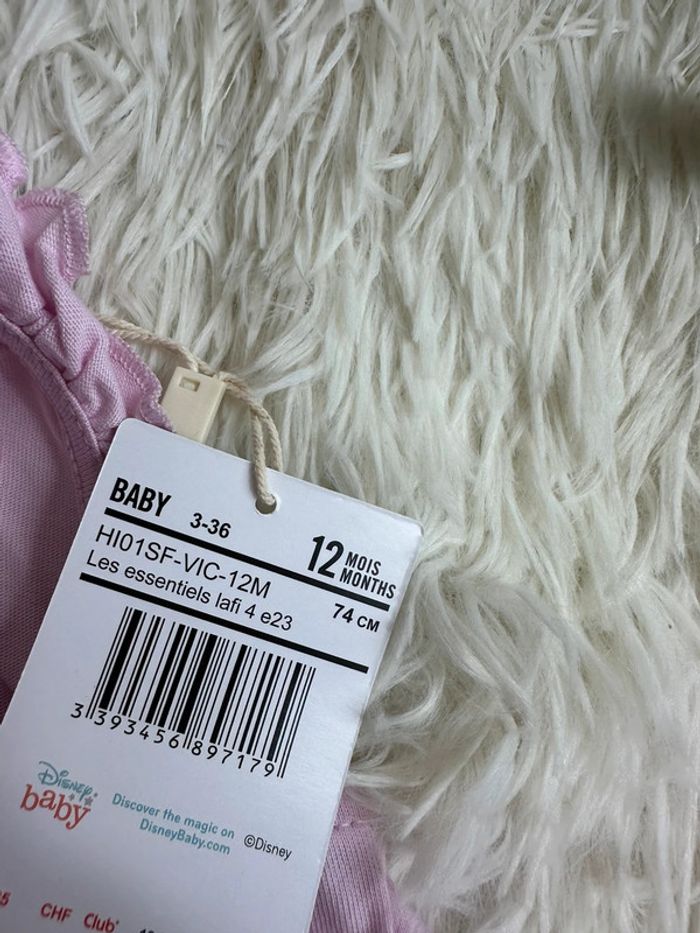 BABY 3-36
12 MOIS
MONTHS
HI01SF-VIC-12M
Les essentiels lafi 4 e23
74 CM
3 393456 897179
Disney
baby
Discover the magic on
DisneyBaby.com
©Disney
CHF Club